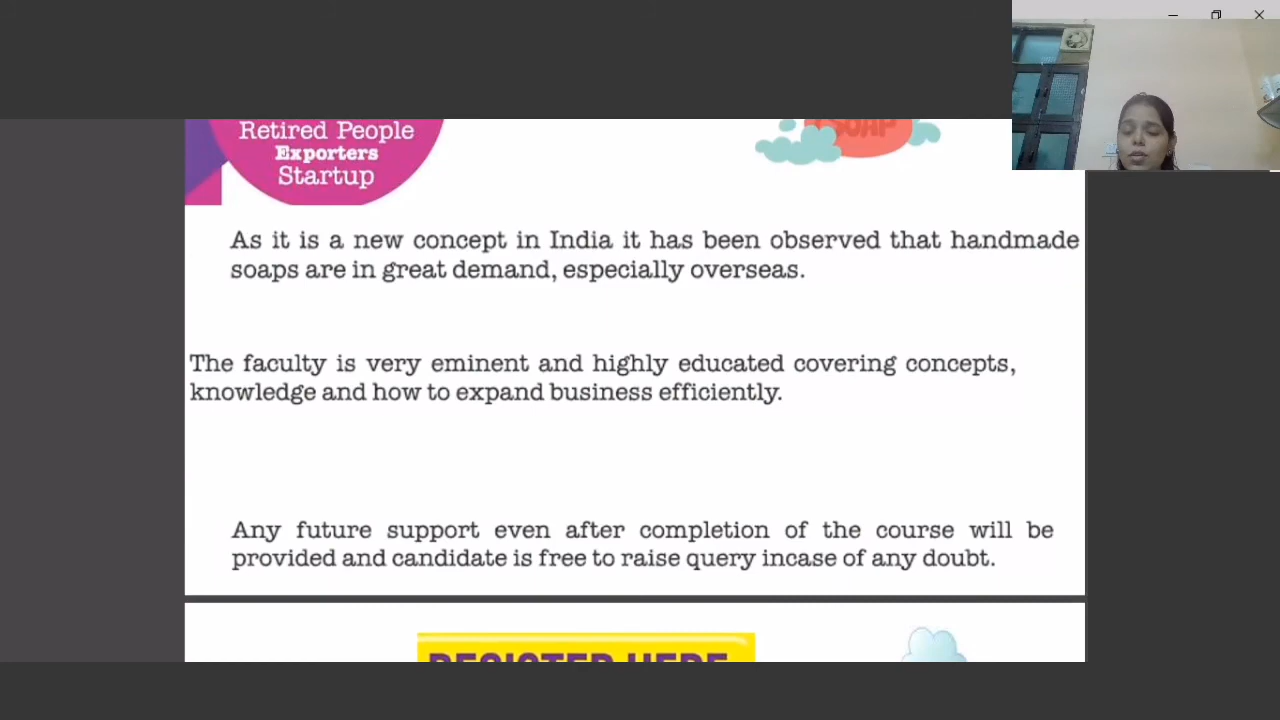 Retired People
Exporters
Startup
SOAP
As it is a new concept in India it has been observed that handmade
soaps are in great demand, especially overseas.
The faculty is very eminent and highly educated covering concepts,
knowledge and how to expand business efficiently.
Any future support even after completion of the course will be
provided and candidate is free to raise query incase of any doubt.
REGISTER HERE